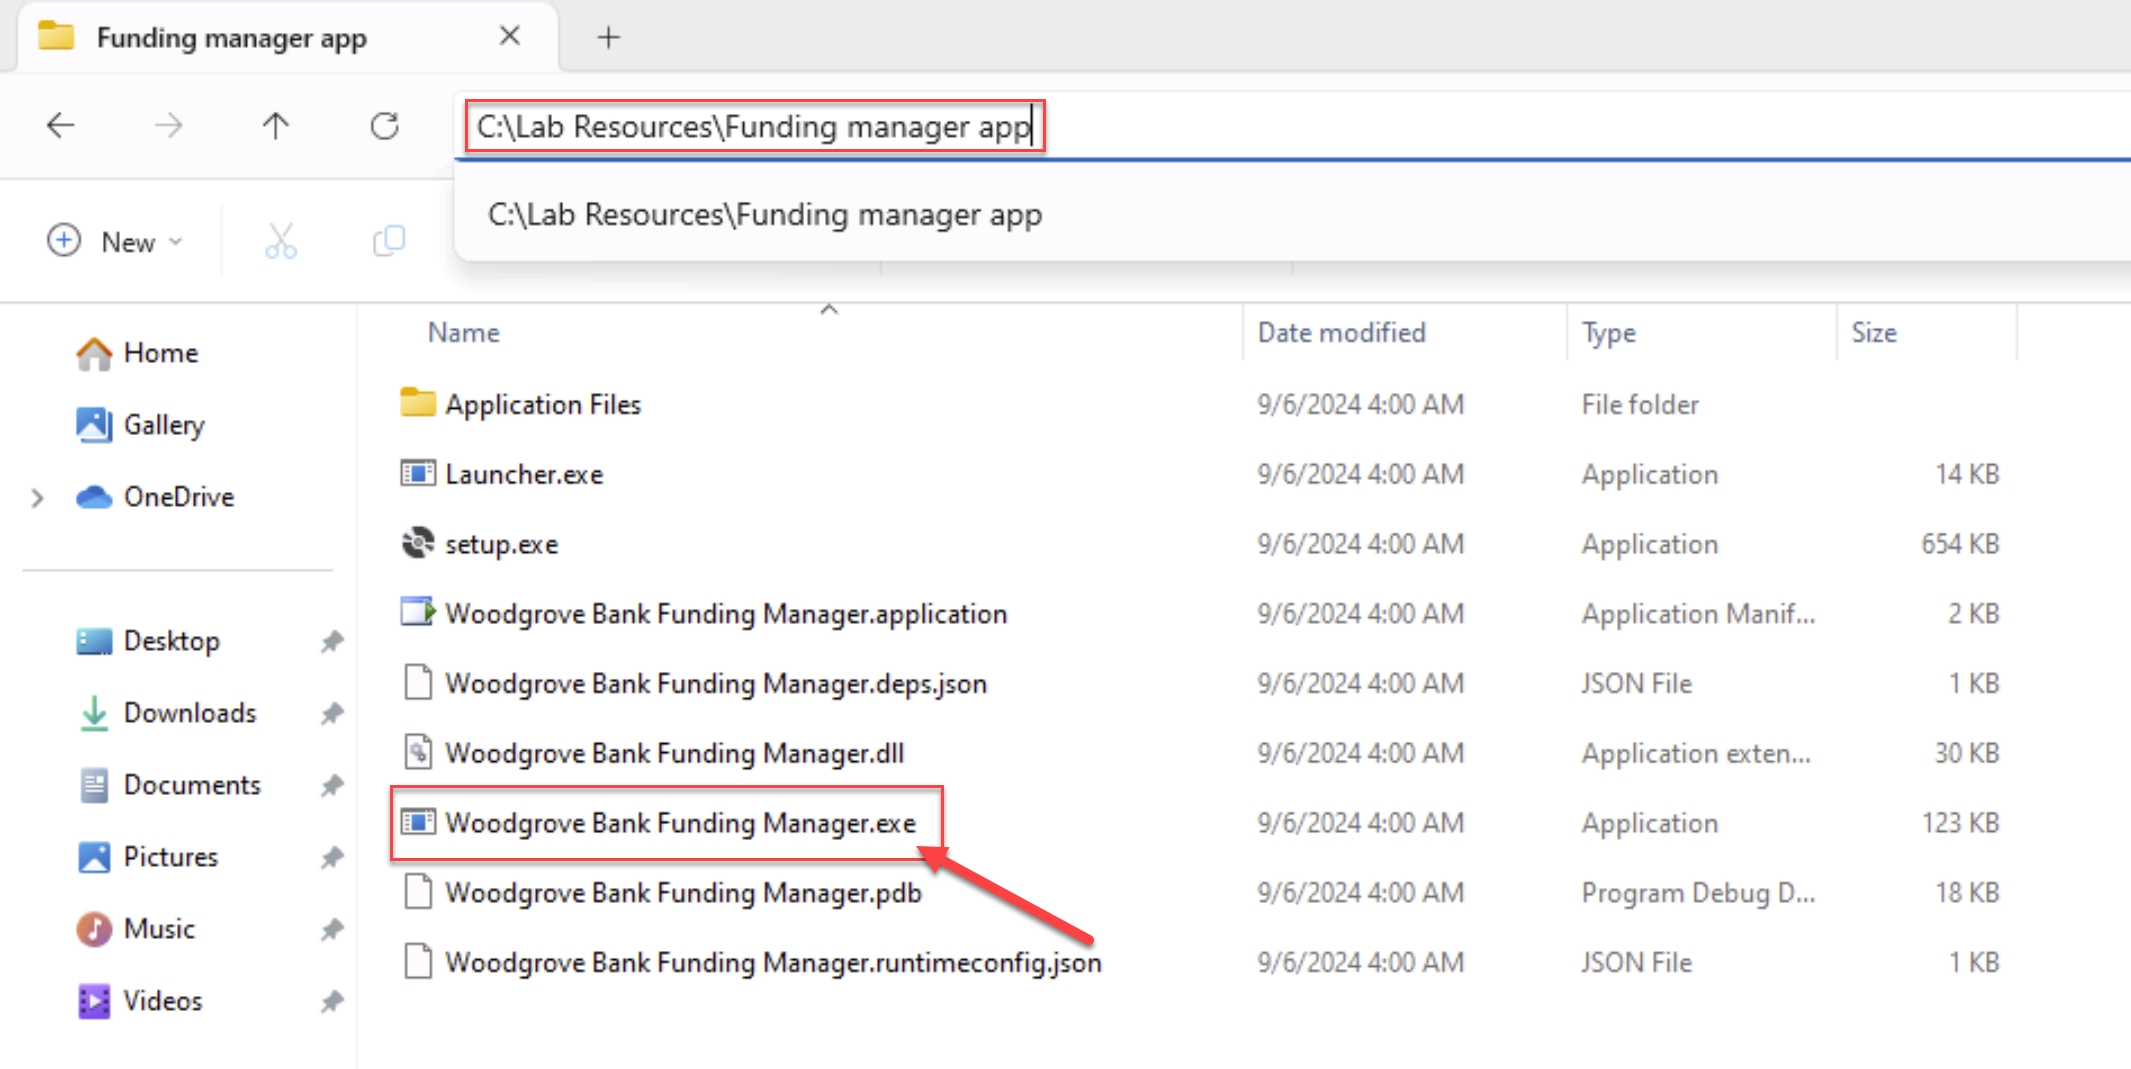 Funding manager app
C:\Lab Resources\Funding manager app
C:\Lab Resources\Funding manager app
New
Name Date modified Type Size
Home
Gallery
OneDrive
Desktop
Downloads
Documents
Pictures
Music
Videos
Application Files 9/6/2024 4:00 AM File folder
Launcher.exe 9/6/2024 4:00 AM Application 14 KB
setup.exe 9/6/2024 4:00 AM Application 654 KB
Woodgrove Bank Funding Manager.application 9/6/2024 4:00 AM Application Manif... 2 KB
Woodgrove Bank Funding Manager.deps.json 9/6/2024 4:00 AM JSON File 1 KB
Woodgrove Bank Funding Manager.dll 9/6/2024 4:00 AM Application exten... 30 KB
Woodgrove Bank Funding Manager.exe 9/6/2024 4:00 AM Application 123 KB
Woodgrove Bank Funding Manager.pdb 9/6/2024 4:00 AM Program Debug D... 18 KB
Woodgrove Bank Funding Manager.runtimeconfig.json 9/6/2024 4:00 AM JSON File 1 KB